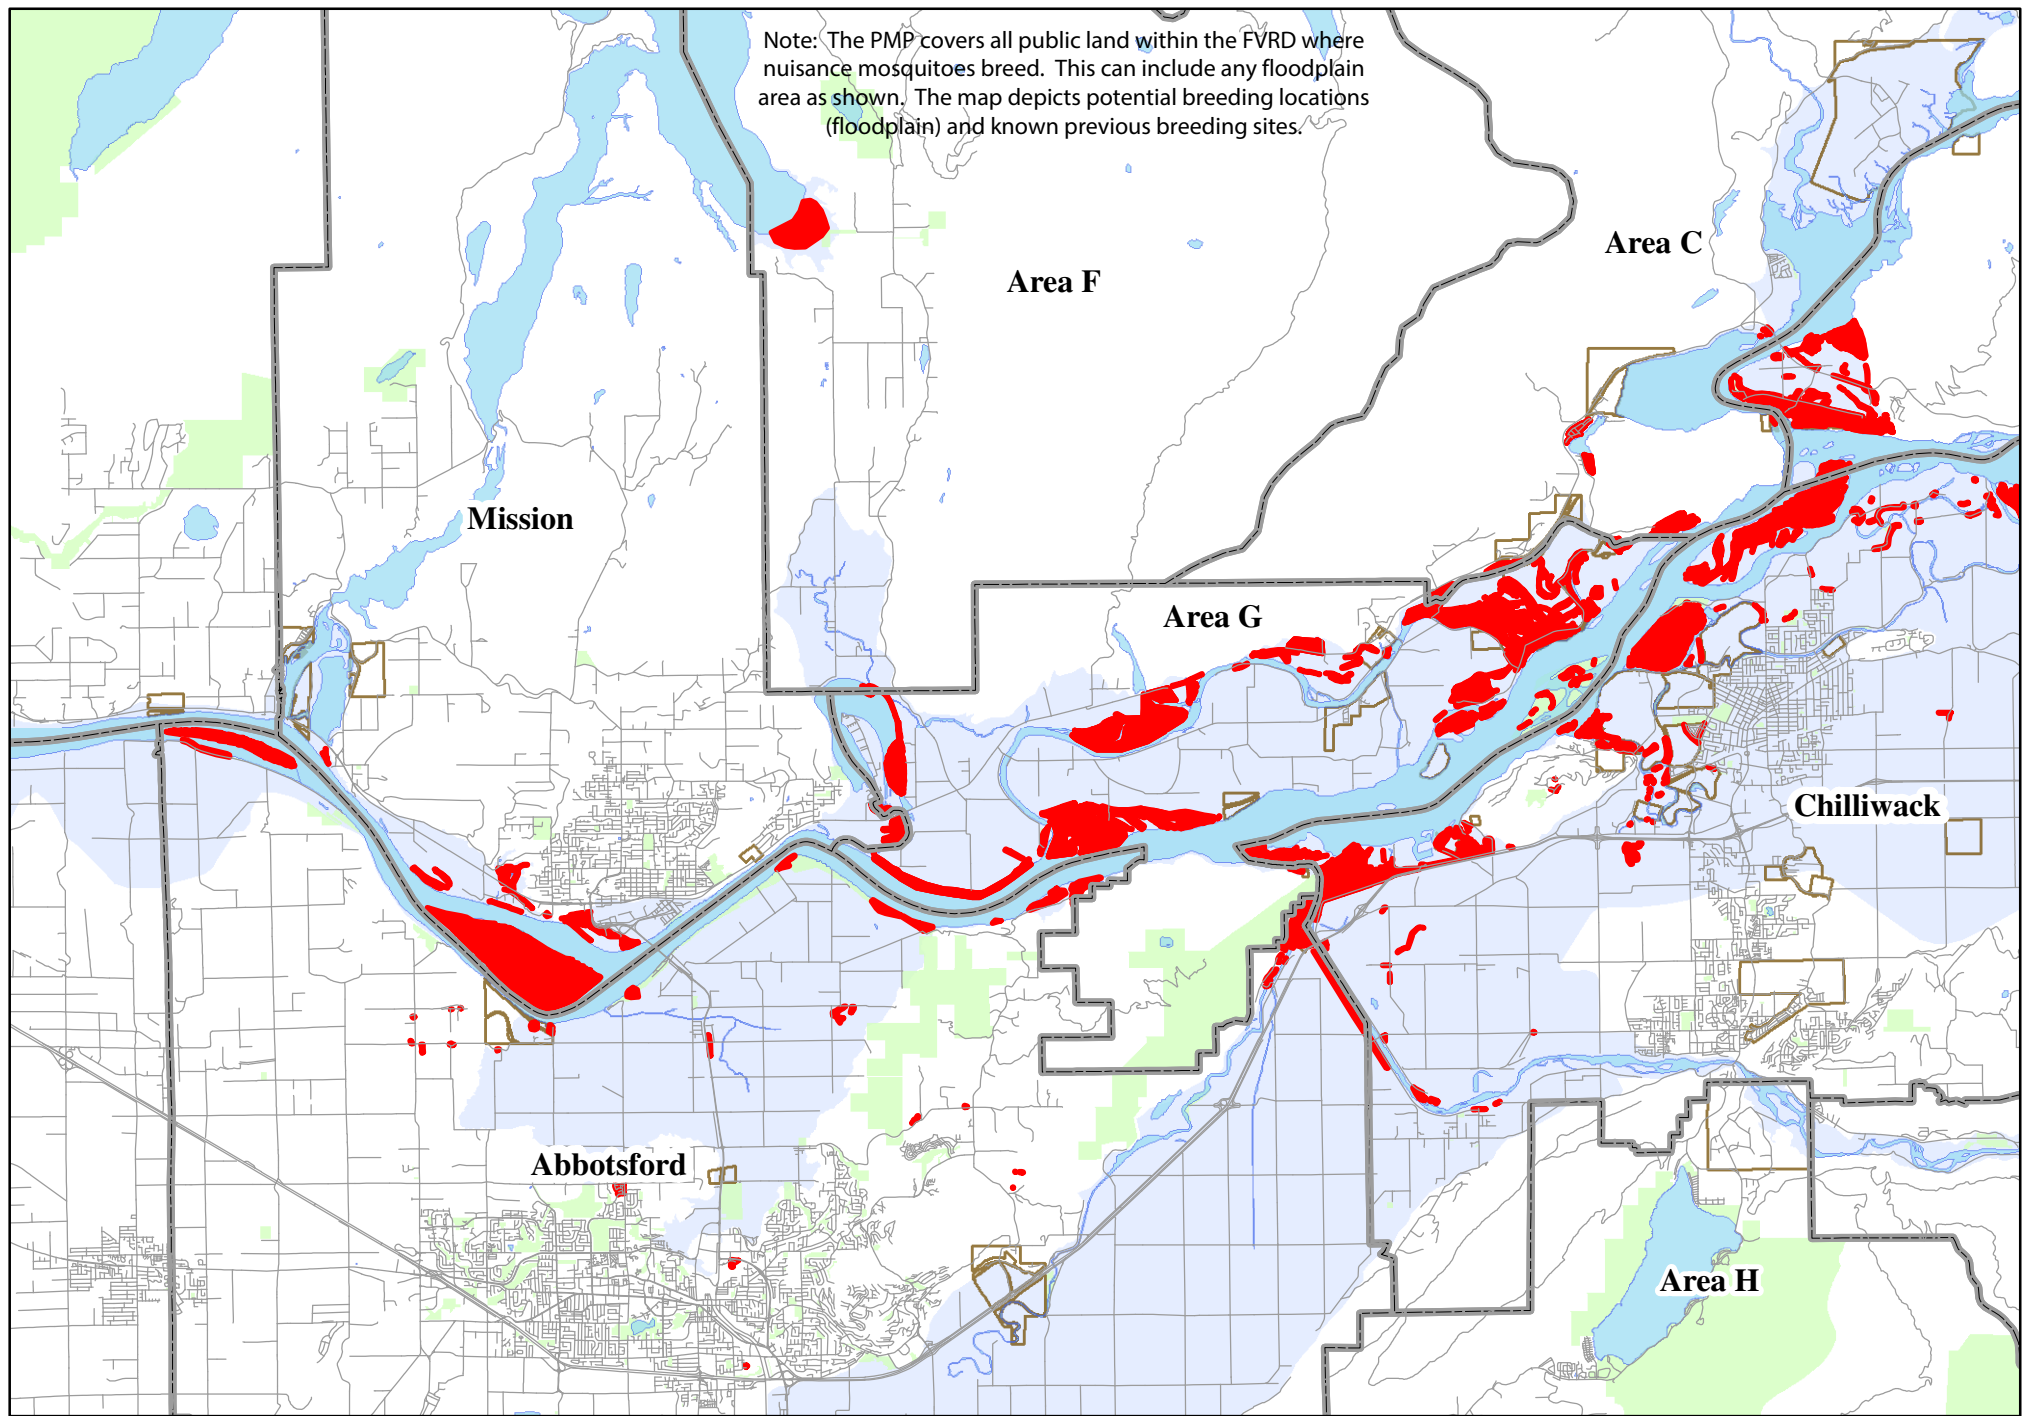 Note: The PMP covers all public land within the FVRD where
nuisance mosquitoes breed. This can include any floodplain
area as shown. The map depicts potential breeding locations
(floodplain) and known previous breeding sites.
Area C
Area F
Mission
Area G
Chilliwack
Abbotsford
Area H